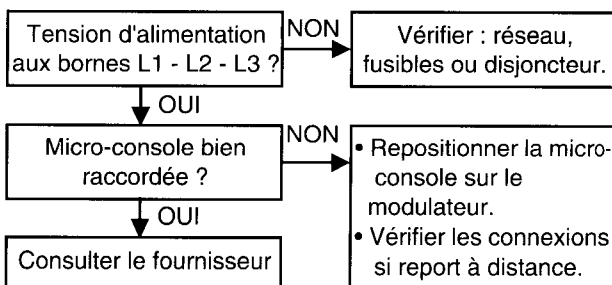 Tension d'alimentation
aux bornes L1 - L2 - L3 ?
NON
Vérifier : réseau,
fusibles ou disjoncteur.
OUI
Micro-console bien
raccordée ?
NON
• Repositionner la micro-
console sur le
modulateur.
• Vérifier les connexions
si report à distance.
OUI
Consulter le fournisseur